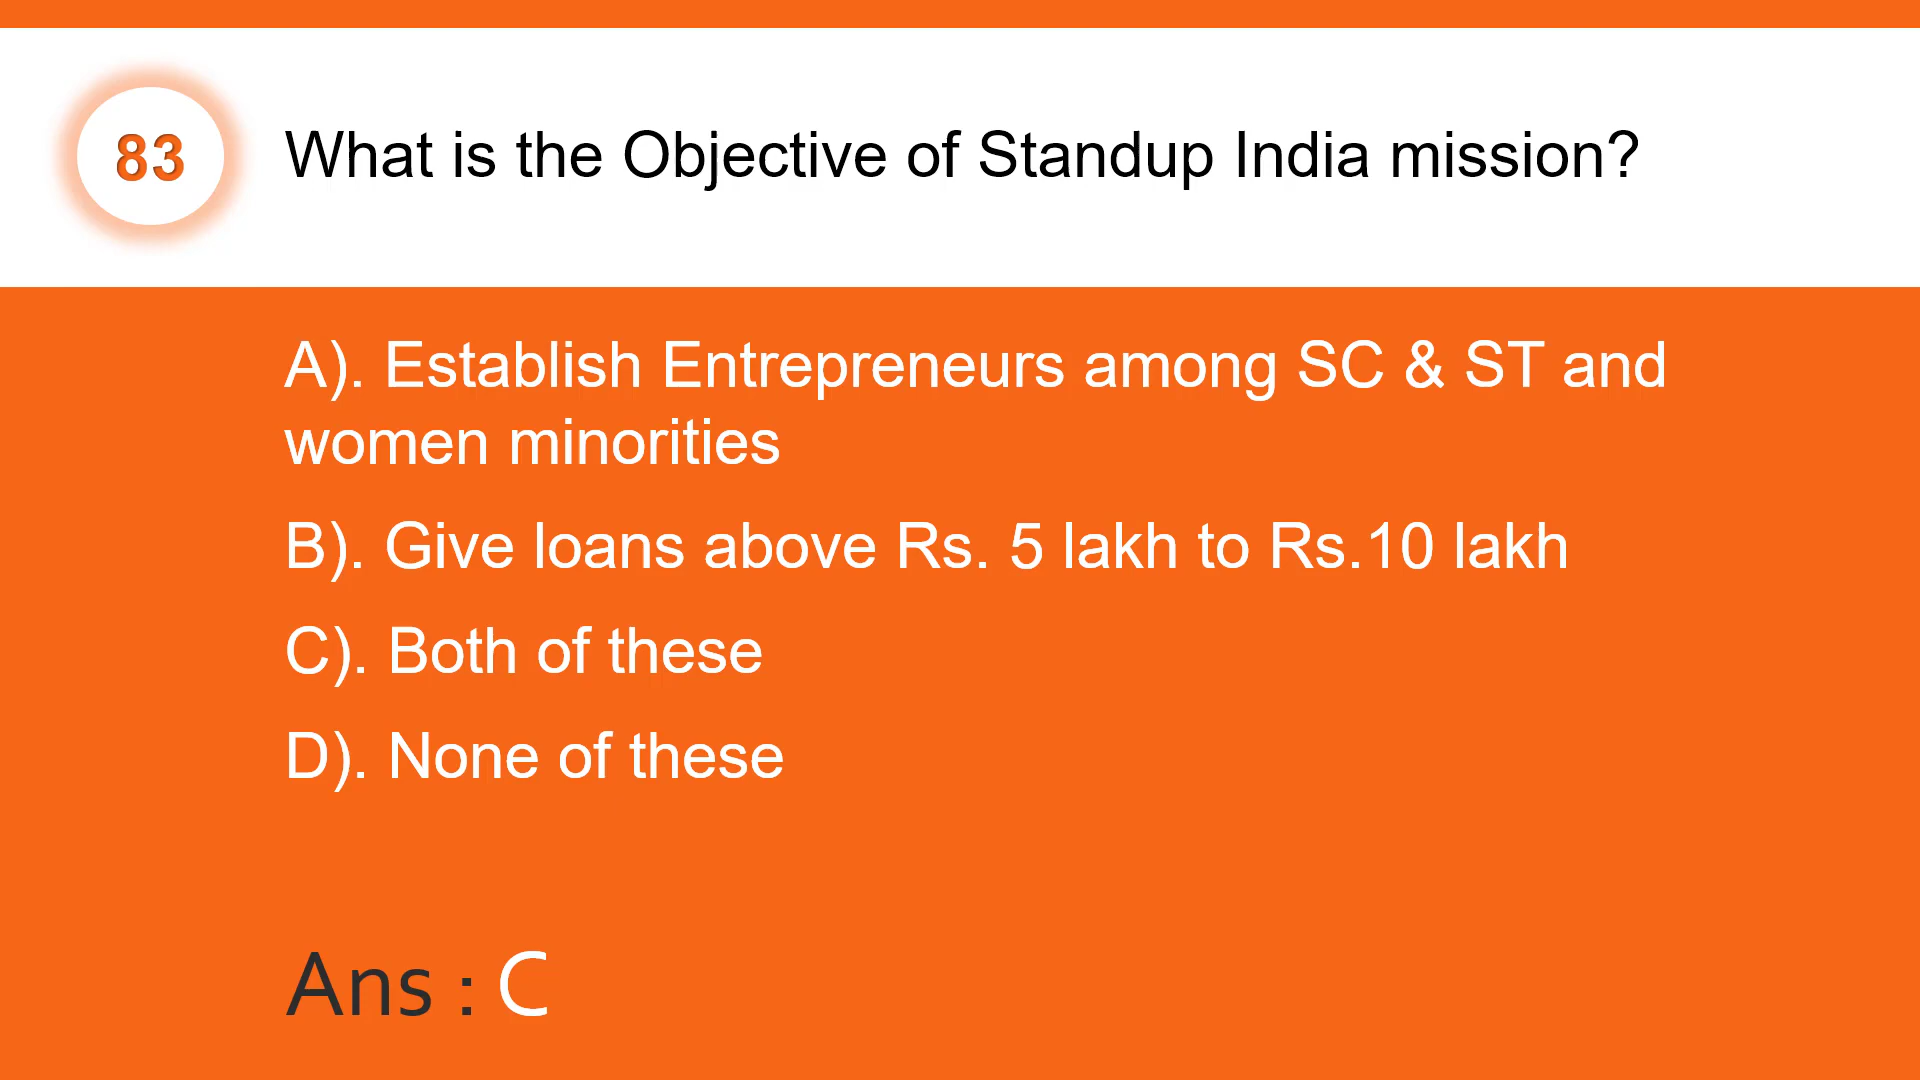 83
What is the Objective of Standup India mission?
A). Establish Entrepreneurs among SC & ST and
women minorities
B). Give loans above Rs. 5 lakh to Rs.10 lakh
C). Both of these
D). None of these
Ans : C